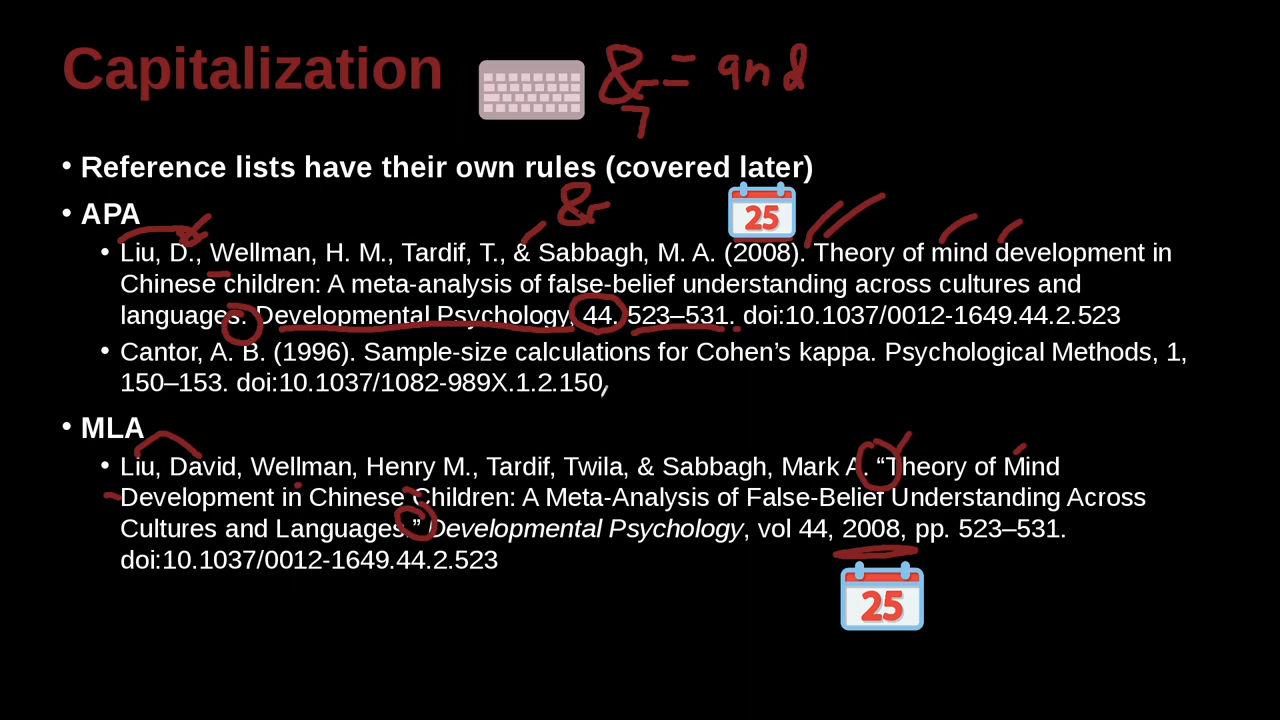 Capitalization & = and
7
• Reference lists have their own rules (covered later)
&
25
• APA
• Liu, D., Wellman, H. M., Tardif, T., & Sabbagh, M. A. (2008). Theory of mind development in
Chinese children: A meta-analysis of false-belief understanding across cultures and
languages. Developmental Psychology, 44, 523–531. doi:10.1037/0012-1649.44.2.523
• Cantor, A. B. (1996). Sample-size calculations for Cohen’s kappa. Psychological Methods, 1,
150–153. doi:10.1037/1082-989X.1.2.150,
• MLA
• Liu, David, Wellman, Henry M., Tardif, Twila, & Sabbagh, Mark A. “Theory of Mind
Development in Chinese Children: A Meta-Analysis of False-Belief Understanding Across
Cultures and Languages.” Developmental Psychology, vol 44, 2008, pp. 523–531.
doi:10.1037/0012-1649.44.2.523
25